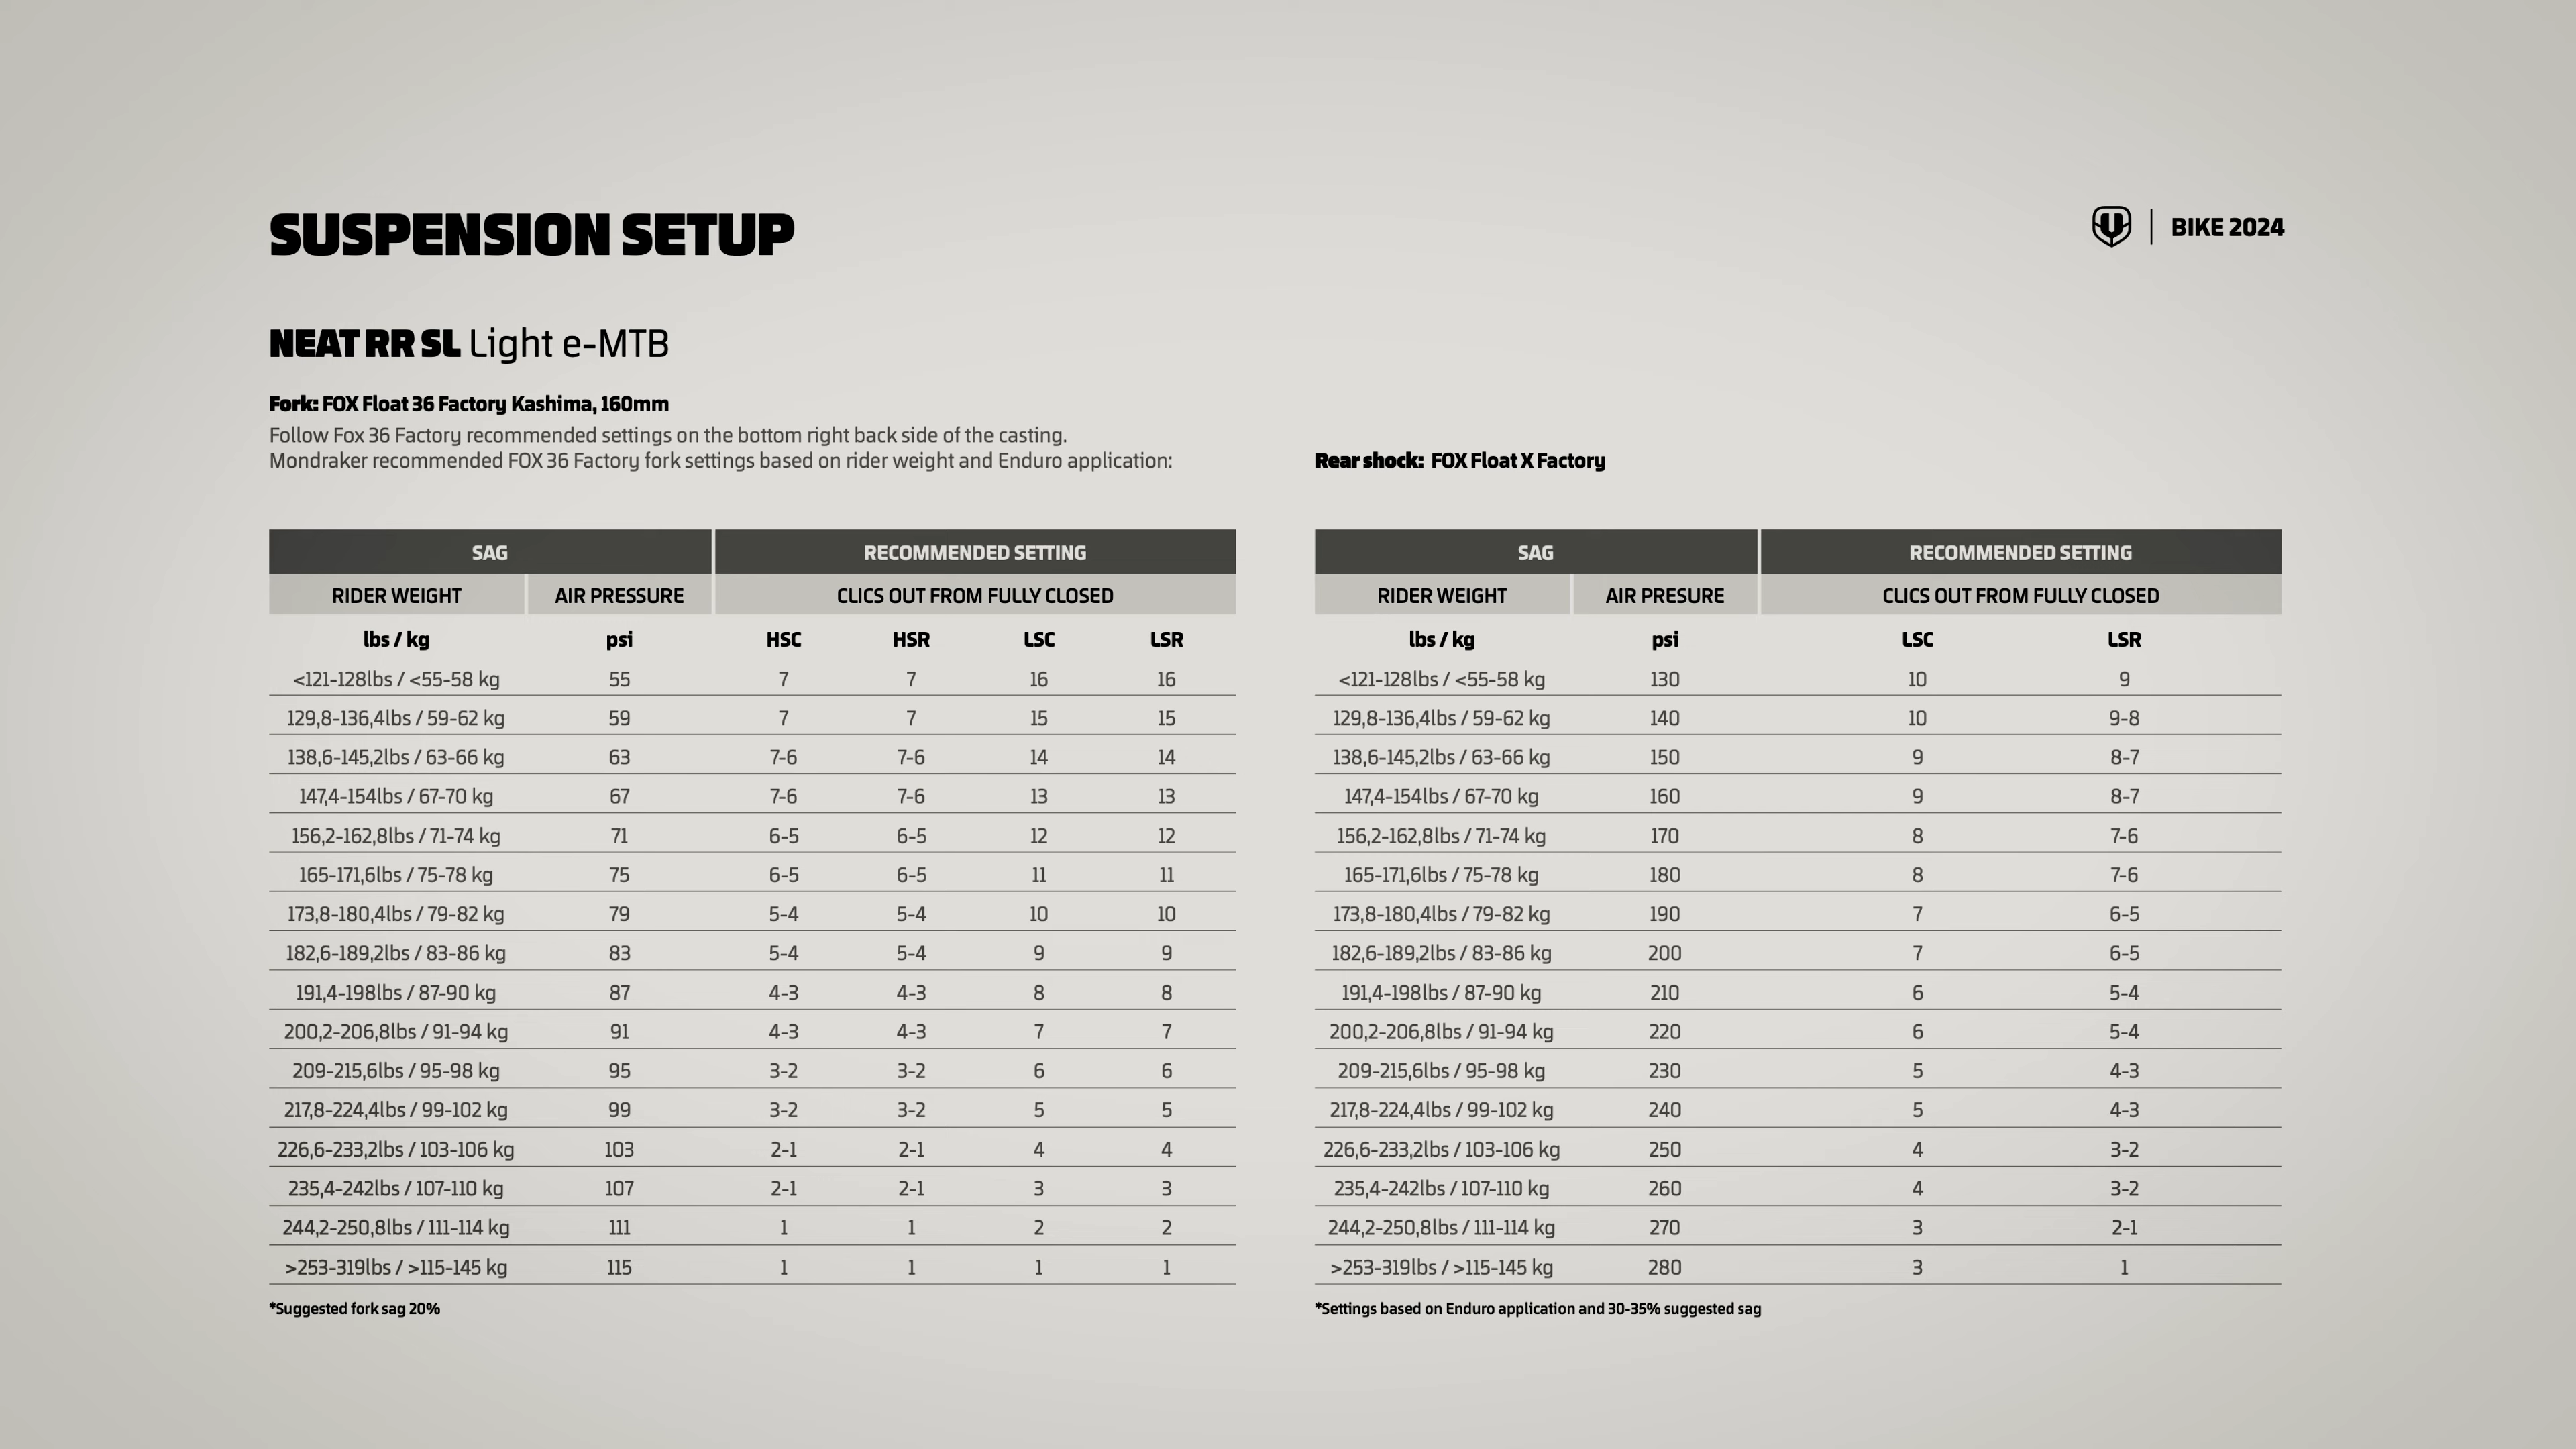 SUSPENSION SETUP
BIKE 2024
NEAT RR SL Light e-MTB
Fork: FOX Float 36 Factory Kashima, 160mm
Follow Fox 36 Factory recommended settings on the bottom right back side of the casting.
Mondraker recommended FOX 36 Factory fork settings based on rider weight and Enduro application:
SAG RECOMMENDED SETTING
RIDER WEIGHT AIR PRESSURE CLICS OUT FROM FULLY CLOSED
lbs / kg psi HSC HSR LSC LSR
<121-128lbs / <55-58 kg 55 7 7 16 16
129,8-136,4lbs / 59-62 kg 59 7 7 15 15
138,6-145,2lbs / 63-66 kg 63 7-6 7-6 14 14
147,4-154lbs / 67-70 kg 67 7-6 7-6 13 13
156,2-162,8lbs / 71-74 kg 71 6-5 6-5 12 12
165-171,6lbs / 75-78 kg 75 6-5 6-5 11 11
173,8-180,4lbs / 79-82 kg 79 5-4 5-4 10 10
182,6-189,2lbs / 83-86 kg 83 5-4 5-4 9 9
191,4-198lbs / 87-90 kg 87 4-3 4-3 8 8
200,2-206,8lbs / 91-94 kg 91 4-3 4-3 7 7
209-215,6lbs / 95-98 kg 95 3-2 3-2 6 6
217,8-224,4lbs / 99-102 kg 99 3-2 3-2 5 5
226,6-233,2lbs / 103-106 kg 103 2-1 2-1 4 4
235,4-242lbs / 107-110 kg 107 2-1 2-1 3 3
244,2-250,8lbs / 111-114 kg 111 1 1 2 2
>253-319lbs / >115-145 kg 115 1 1 1 1
*Suggested fork sag 20%
Rear shock: FOX Float X Factory
SAG RECOMMENDED SETTING
RIDER WEIGHT AIR PRESURE CLICS OUT FROM FULLY CLOSED
lbs / kg psi LSC LSR
<121-128lbs / <55-58 kg 130 10 9
129,8-136,4lbs / 59-62 kg 140 10 9-8
138,6-145,2lbs / 63-66 kg 150 9 8-7
147,4-154lbs / 67-70 kg 160 9 8-7
156,2-162,8lbs / 71-74 kg 170 8 7-6
165-171,6lbs / 75-78 kg 180 8 7-6
173,8-180,4lbs / 79-82 kg 190 7 6-5
182,6-189,2lbs / 83-86 kg 200 7 6-5
191,4-198lbs / 87-90 kg 210 6 5-4
200,2-206,8lbs / 91-94 kg 220 6 5-4
209-215,6lbs / 95-98 kg 230 5 4-3
217,8-224,4lbs / 99-102 kg 240 5 4-3
226,6-233,2lbs / 103-106 kg 250 4 3-2
235,4-242lbs / 107-110 kg 260 4 3-2
244,2-250,8lbs / 111-114 kg 270 3 2-1
>253-319lbs / >115-145 kg 280 3 1
*Settings based on Enduro application and 30-35% suggested sag